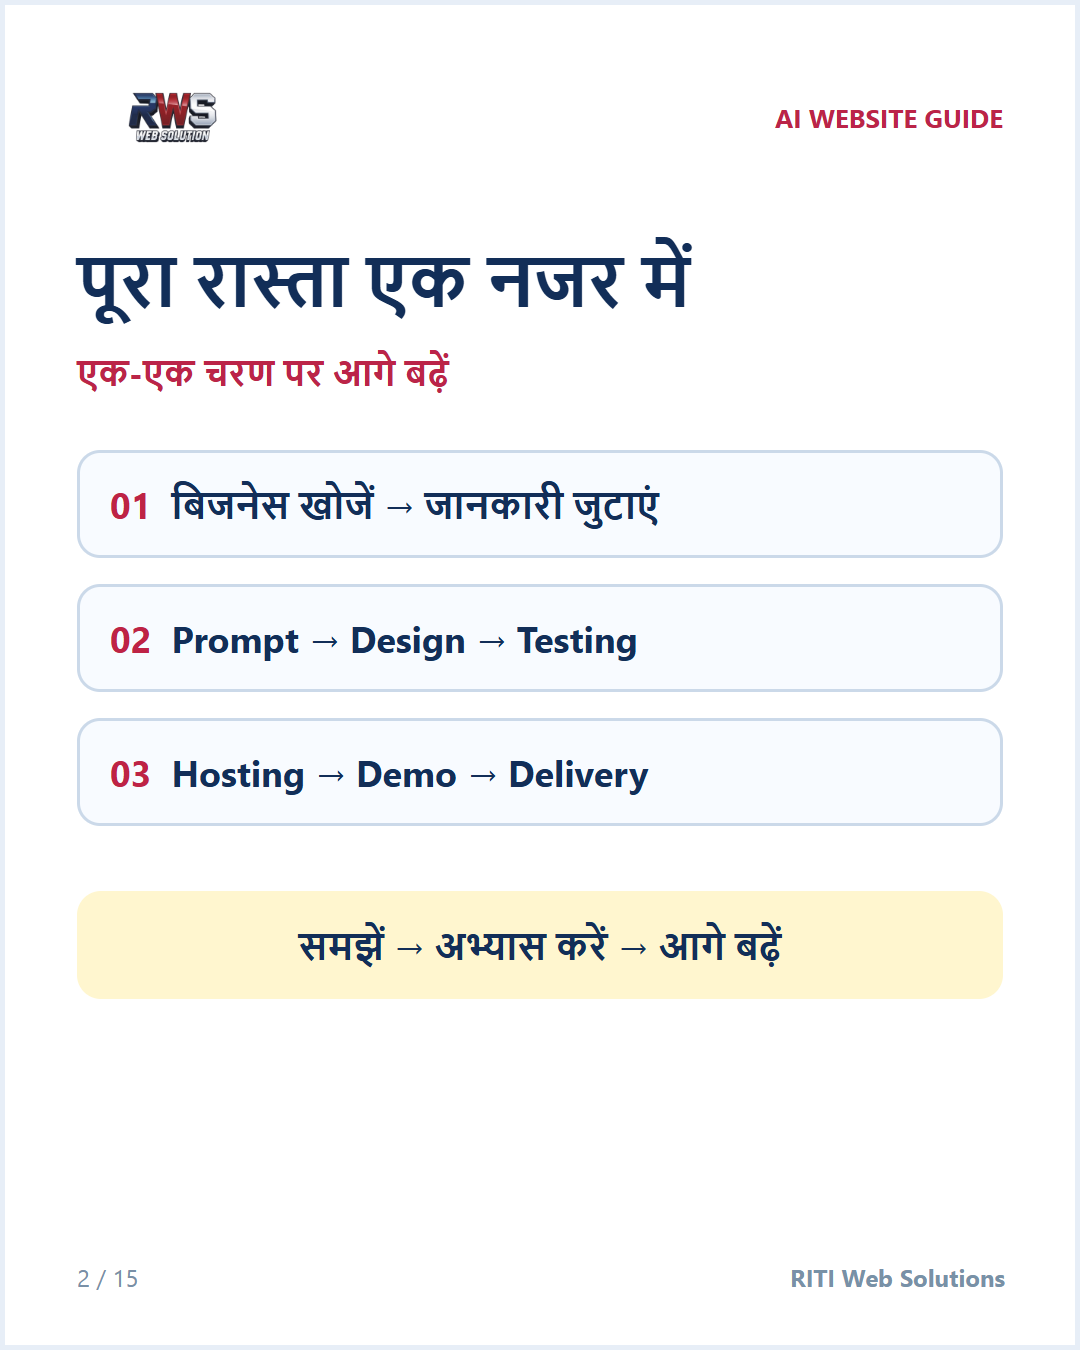 RWS
WEB SOLUTION
AI WEBSITE GUIDE
पूरा रास्ता एक नजर में
एक-एक चरण पर आगे बढ़ें
01 बिजनेस खोजें → जानकारी जुटाएं
02 Prompt → Design → Testing
03 Hosting → Demo → Delivery
समझें → अभ्यास करें → आगे बढ़ें
2 / 15
RITI Web Solutions